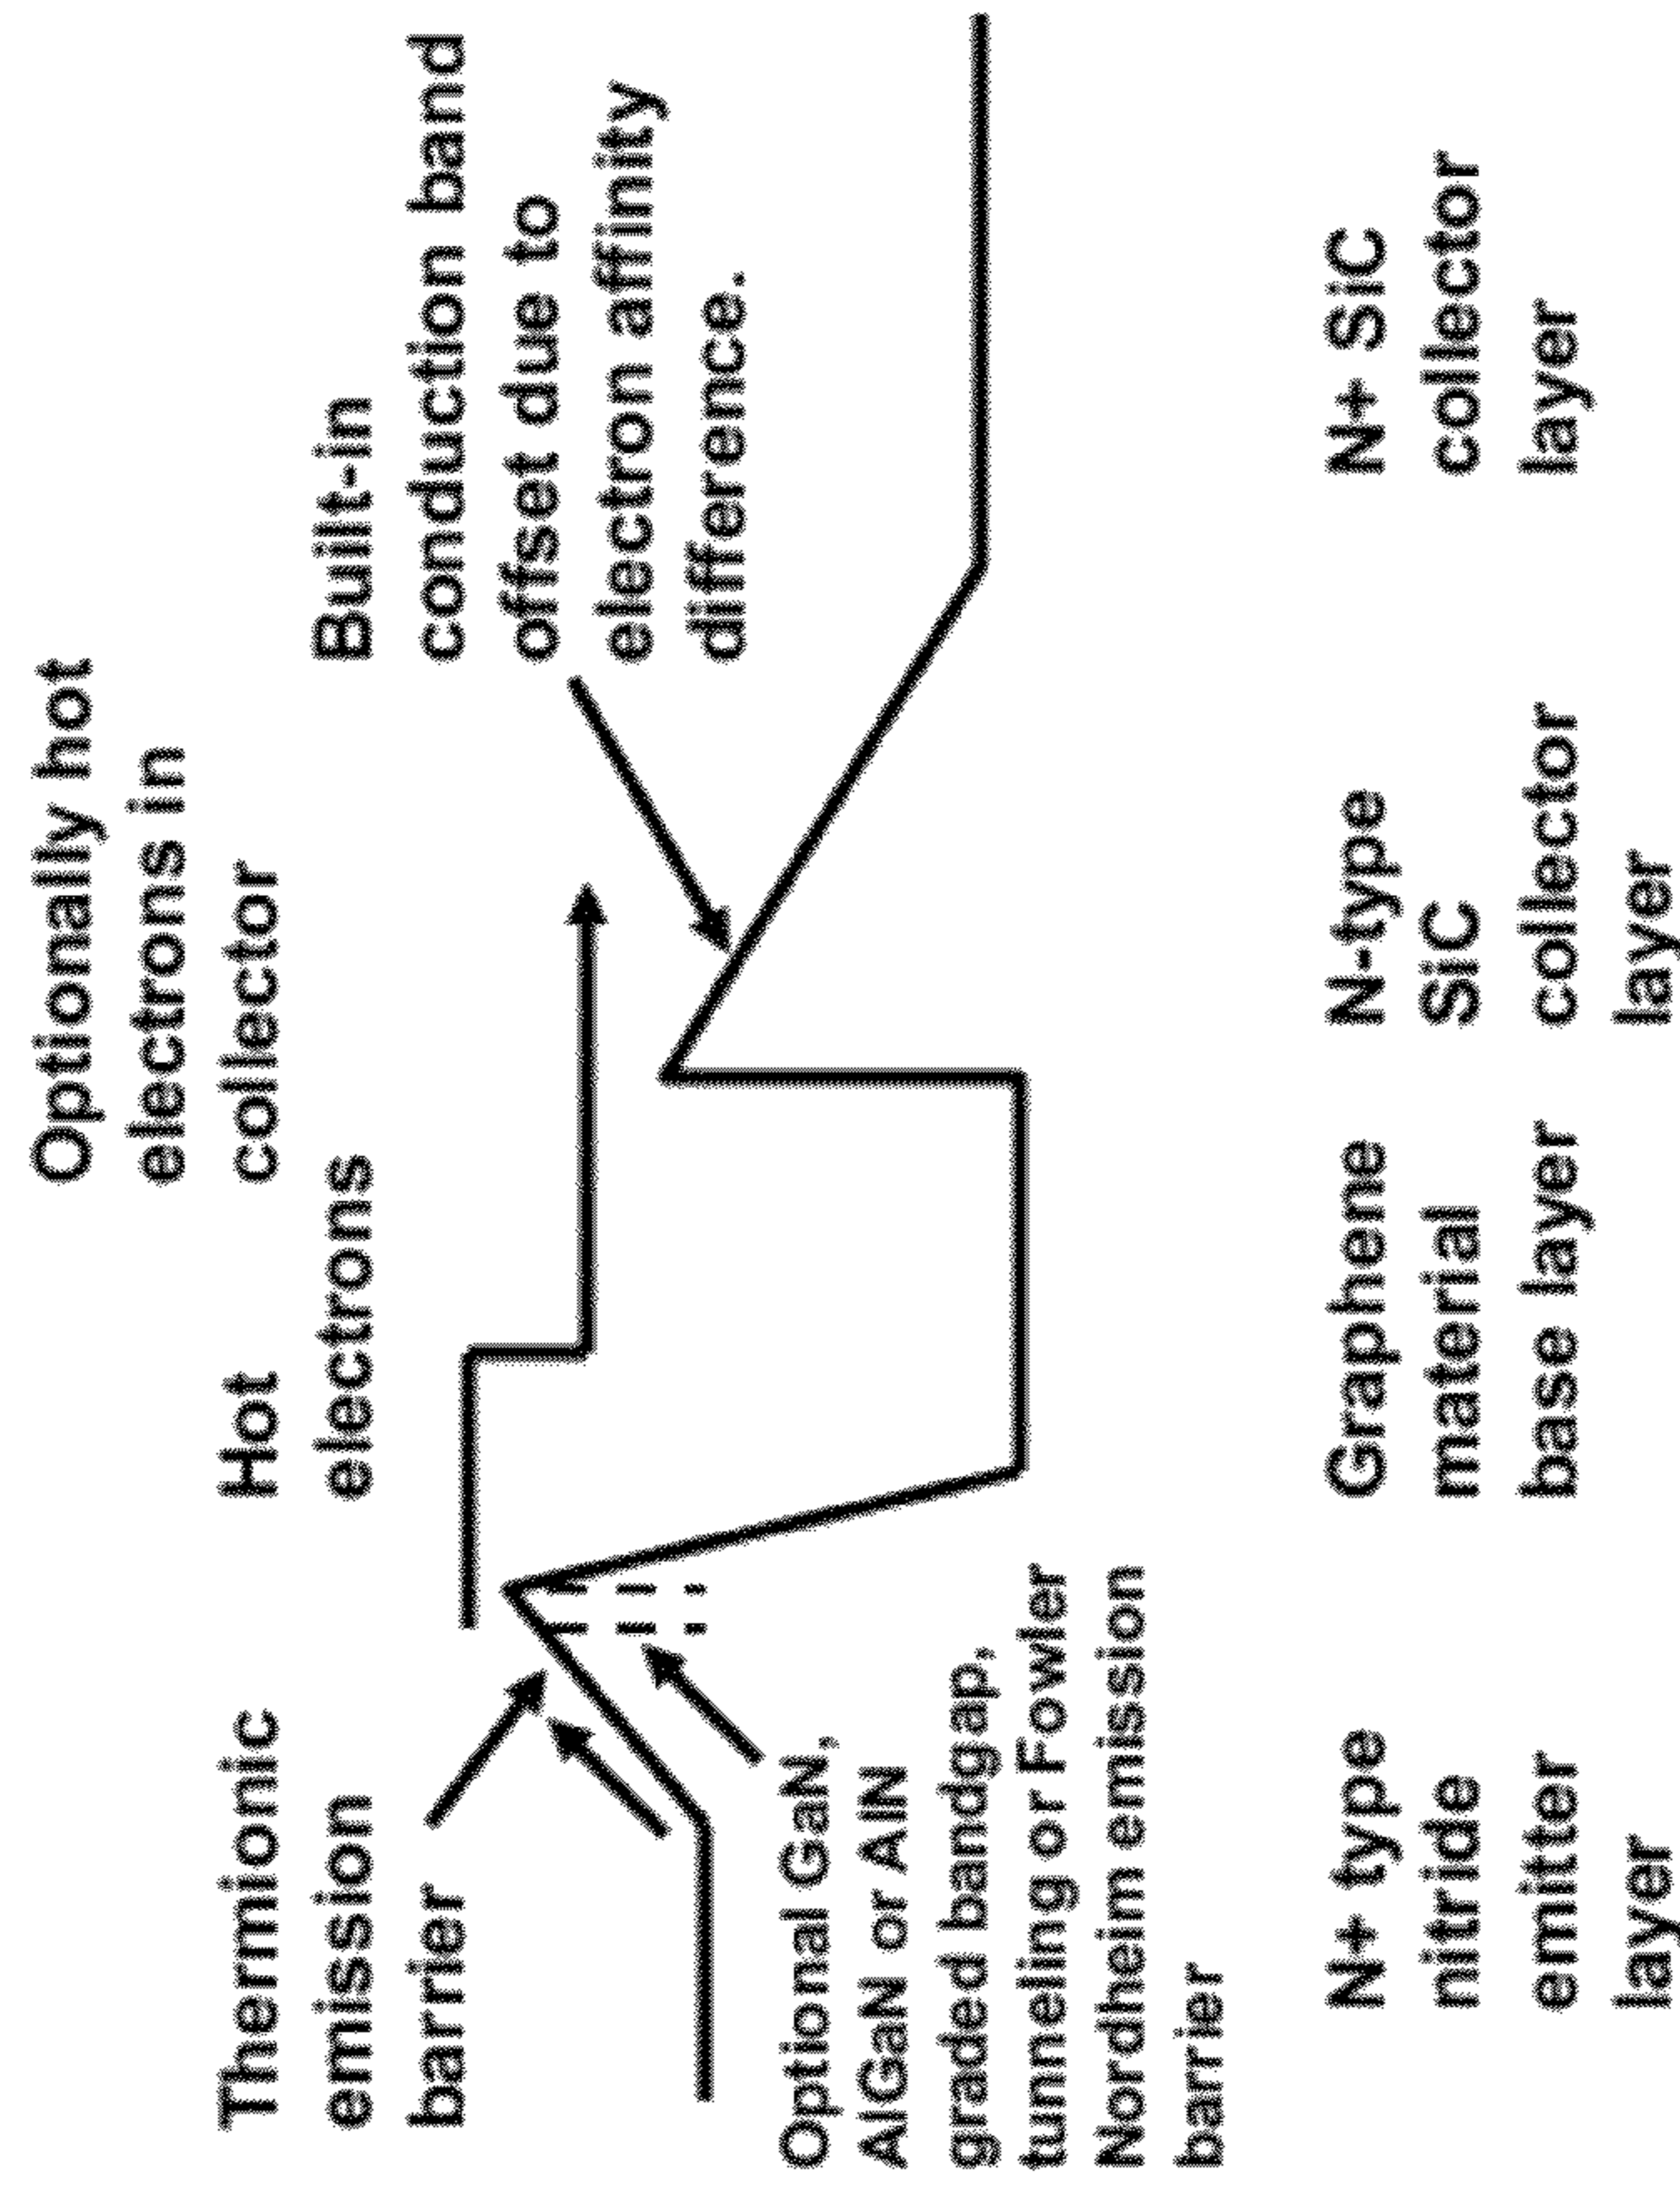 Optionally hot
electrons in
collector
Thermionic
emission
barrier
Hot
electrons
Built-in
conduction band
offset due to
electron affinity
difference.
Optional GaN,
AlGaN or AlN
graded bandgap,
tunneling or Fowler
Nordheim emission
barrier
N+ type
nitride
emitter
layer
Graphene
material
base layer
N-type
SiC
collector
layer
N+ SiC
collector
layer